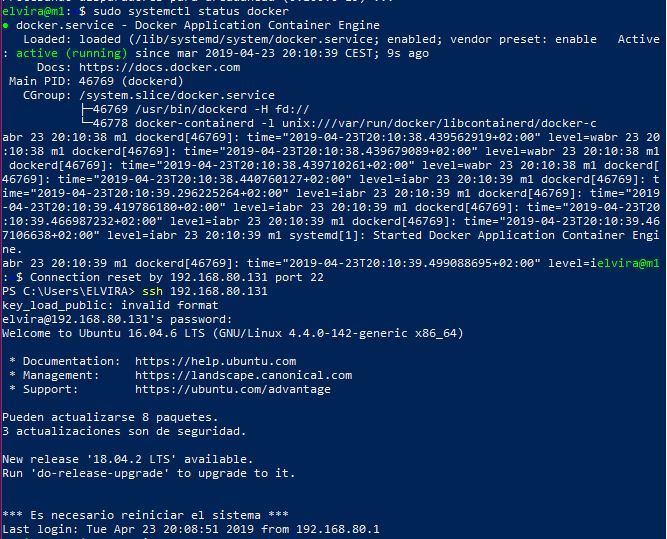 elvira@m1: $ sudo systemctl status docker
● docker.service - Docker Application Container Engine
   Loaded: loaded (/lib/systemd/system/docker.service; enabled; vendor preset: enable   Active
: active (running) since mar 2019-04-23 20:10:39 CEST; 9s ago
     Docs: https://docs.docker.com
 Main PID: 46769 (dockerd)
   CGroup: /system.slice/docker.service
           ├─46769 /usr/bin/dockerd -H fd://
           └─46778 docker-containerd -l unix:///var/run/docker/libcontainerd/docker-c
abr 23 20:10:38 m1 dockerd[46769]: time="2019-04-23T20:10:38.439562919+02:00" level=wabr 23 20
:10:38 m1 dockerd[46769]: time="2019-04-23T20:10:38.439679089+02:00" level=wabr 23 20:10:38 m1
 dockerd[46769]: time="2019-04-23T20:10:38.439710261+02:00" level=wabr 23 20:10:38 m1 dockerd[
46769]: time="2019-04-23T20:10:38.440760127+02:00" level=iabr 23 20:10:39 m1 dockerd[46769]: t
ime="2019-04-23T20:10:39.296225264+02:00" level=iabr 23 20:10:39 m1 dockerd[46769]: time="2019
-04-23T20:10:39.419786180+02:00" level=iabr 23 20:10:39 m1 dockerd[46769]: time="2019-04-23T20
:10:39.466987232+02:00" level=iabr 23 20:10:39 m1 dockerd[46769]: time="2019-04-23T20:10:39.46
7106638+02:00" level=iabr 23 20:10:39 m1 systemd[1]: Started Docker Application Container Engi
ne.
abr 23 20:10:39 m1 dockerd[46769]: time="2019-04-23T20:10:39.499088695+02:00" level=ielvira@m1
: $ Connection reset by 192.168.80.131 port 22
PS C:\Users\ELVIRA> ssh 192.168.80.131
key_load_public: invalid format
elvira@192.168.80.131's password:
Welcome to Ubuntu 16.04.6 LTS (GNU/Linux 4.4.0-142-generic x86_64)
 * Documentation:  https://help.ubuntu.com
 * Management:     https://landscape.canonical.com
 * Support:        https://ubuntu.com/advantage
Pueden actualizarse 8 paquetes.
3 actualizaciones son de seguridad.
New release '18.04.2 LTS' available.
Run 'do-release-upgrade' to upgrade to it.
*** Es necesario reiniciar el sistema ***
Last login: Tue Apr 23 20:08:51 2019 from 192.168.80.1